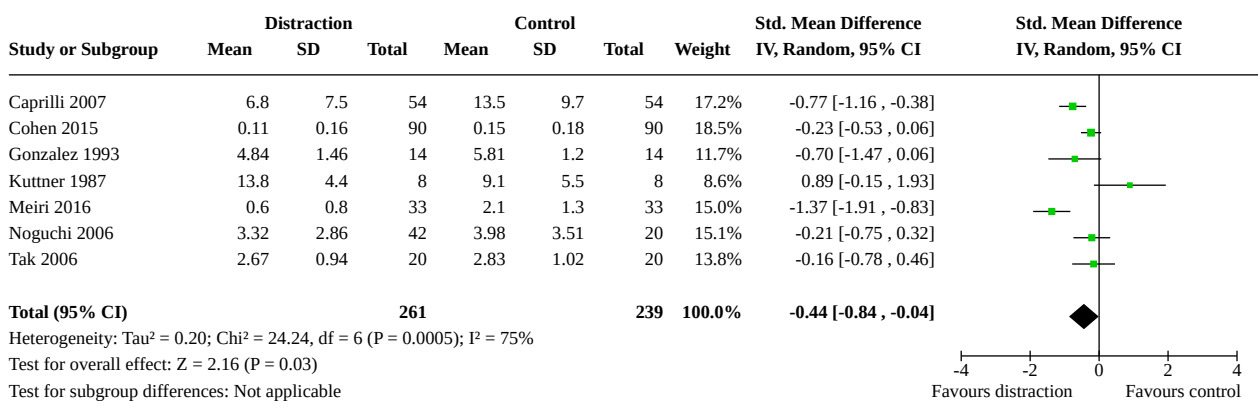 Distraction Control Std. Mean Difference Std. Mean Difference
Study or Subgroup Mean SD Total Mean SD Total Weight IV, Random, 95% CI IV, Random, 95% CI
Caprilli 2007 6.8 7.5 54 13.5 9.7 54 17.2% -0.77 [-1.16 , -0.38]
Cohen 2015 0.11 0.16 90 0.15 0.18 90 18.5% -0.23 [-0.53 , 0.06]
Gonzalez 1993 4.84 1.46 14 5.81 1.2 14 11.7% -0.70 [-1.47 , 0.06]
Kuttner 1987 13.8 4.4 8 9.1 5.5 8 8.6% 0.89 [-0.15 , 1.93]
Meiri 2016 0.6 0.8 33 2.1 1.3 33 15.0% -1.37 [-1.91 , -0.83]
Noguchi 2006 3.32 2.86 42 3.98 3.51 20 15.1% -0.21 [-0.75 , 0.32]
Tak 2006 2.67 0.94 20 2.83 1.02 20 13.8% -0.16 [-0.78 , 0.46]
Total (95% CI) 261 239 100.0% -0.44 [-0.84 , -0.04]
Heterogeneity: Tau² = 0.20; Chi² = 24.24, df = 6 (P = 0.0005); I² = 75%
Test for overall effect: Z = 2.16 (P = 0.03)
Test for subgroup differences: Not applicable
-4 -2 0 2 4
Favours distraction Favours control